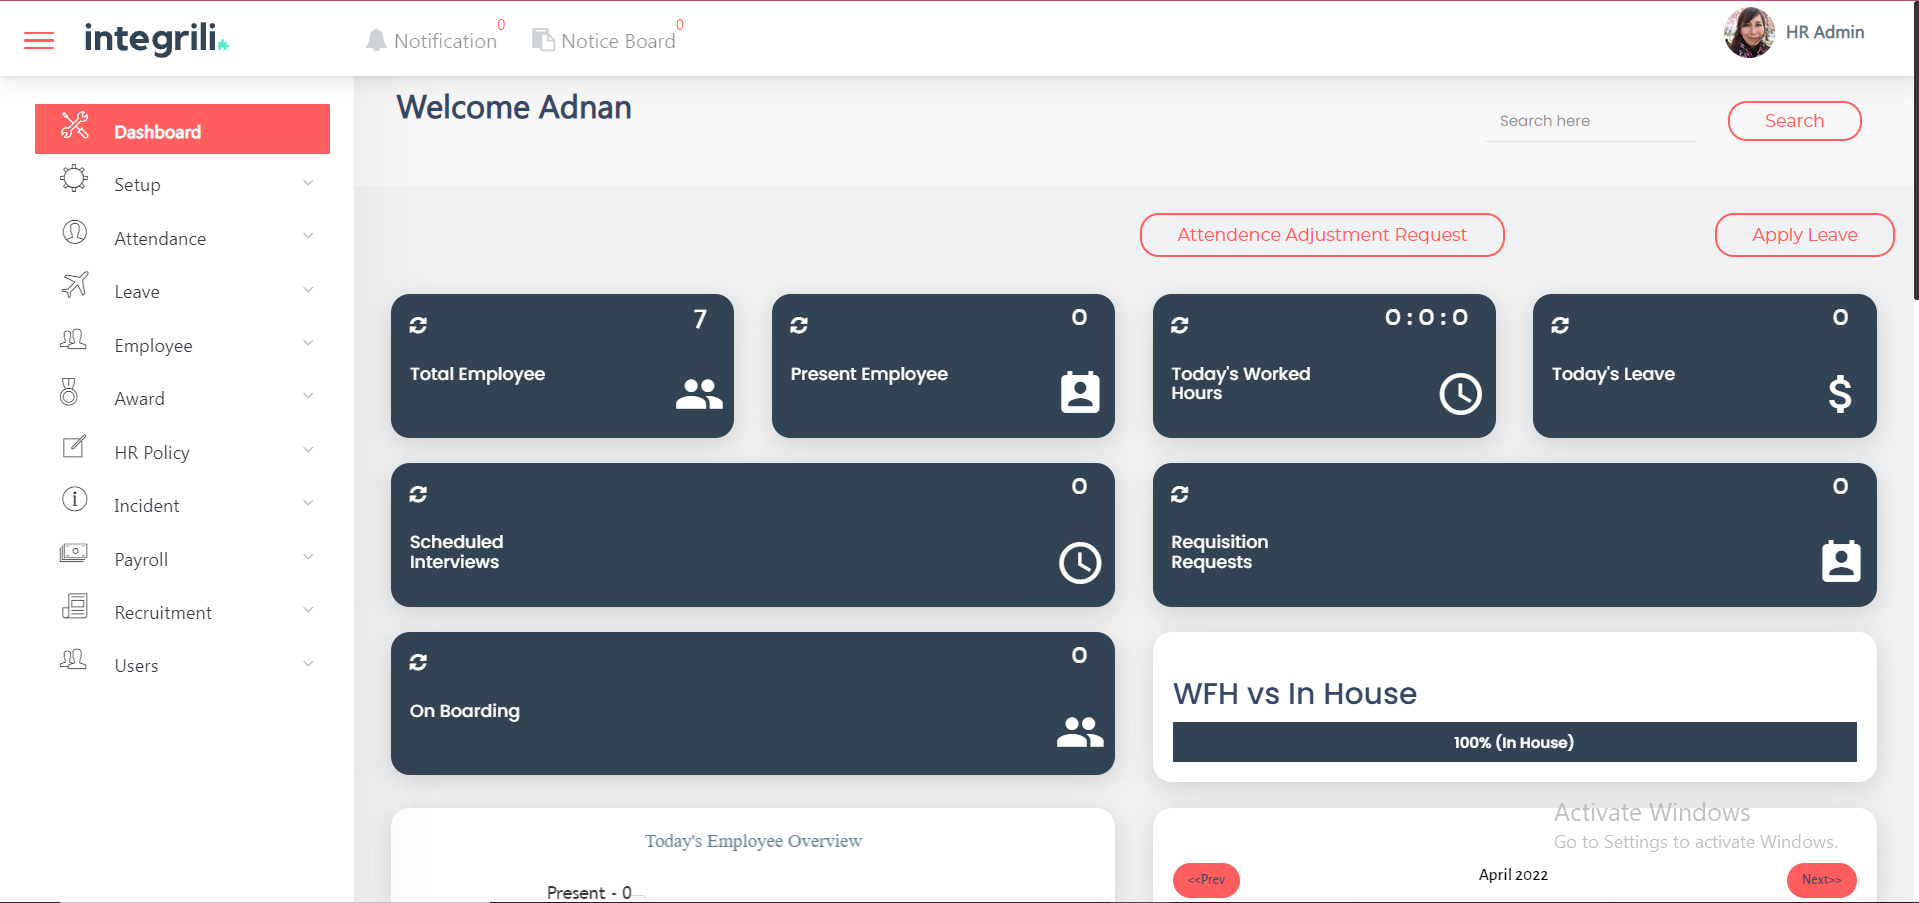 integrili
Notification 0
Notice Board 0
HR Admin
Dashboard
Setup
Attendance
Leave
Employee
Award
HR Policy
Incident
Payroll
Recruitment
Users
Welcome Adnan
Search here
Search
Attendence Adjustment Request
Apply Leave
7
Total Employee
0
Present Employee
0:0:0
Today's Worked
Hours
0
Today's Leave
0
Scheduled
Interviews
0
Requisition
Requests
0
On Boarding
WFH vs In House
100% (In House)
Today's Employee Overview
Present - 0
<<Prev
April 2022
Next>>
Activate Windows
Go to Settings to activate Windows.